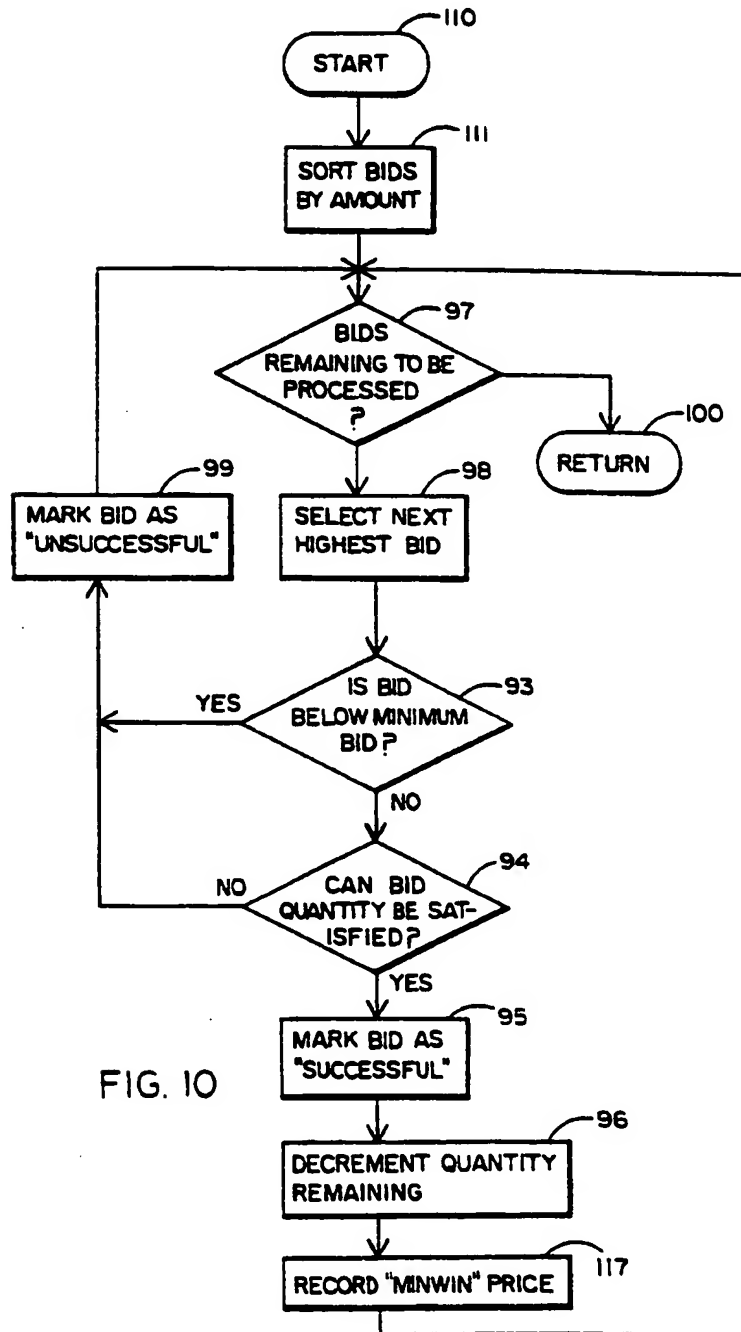 110
START
111
SORT BIDS
BY AMOUNT
97
BIDS
REMAINING TO BE
PROCESSED
?
100
RETURN
99
MARK BID AS
"UNSUCCESSFUL"
98
SELECT NEXT
HIGHEST BID
93
IS BID
BELOW MINIMUM
BID?
YES
NO
94
CAN BID
QUANTITY BE SAT-
ISFIED?
NO
YES
95
MARK BID AS
"SUCCESSFUL"
FIG. 10
96
DECREMENT QUANTITY
REMAINING
117
RECORD "MINWIN" PRICE